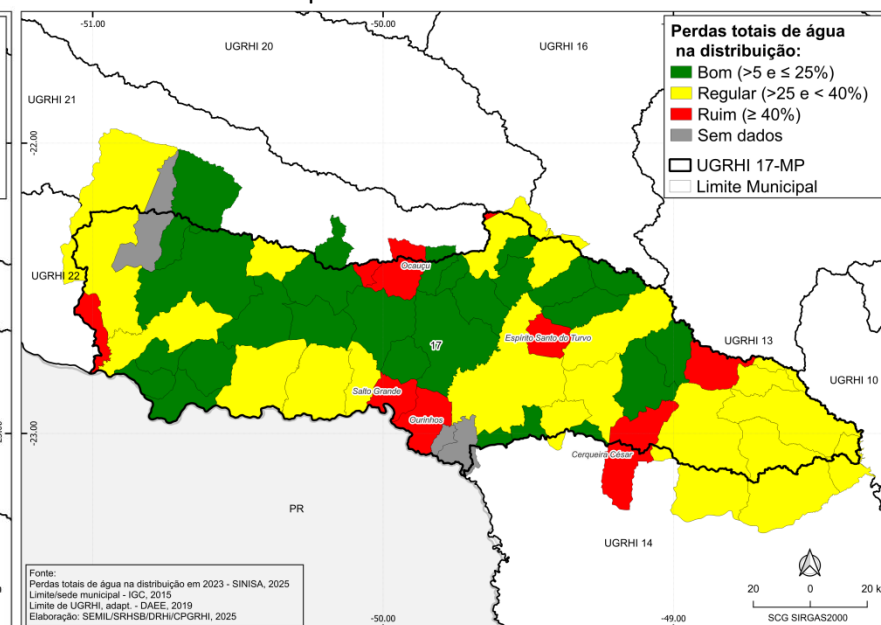 -51.00
-50.00
UGRHI 20
UGRHI 16
Perdas totais de água
na distribuição:
Bom (>5 e ≤ 25%)
Regular (>25 e < 40%)
Ruim (≥ 40%)
Sem dados
UGRHI 17-MP
Limite Municipal
UGRHI 21
-22.00
UGRHI 22
Ocauçu
17
Espírito Santo do Turvo
UGRHI 13
UGRHI 10
Salto Grande
Ourinhos
-23.00
Cerqueira César
PR
UGRHI 14
Fonte:
Perdas totais de água na distribuição em 2023 - SINISA, 2025
Limite/sede municipal - IGC, 2015
Limite de UGRHI, adapt. - DAEE, 2019
Elaboração: SEMIL/SRHSB/DRHi/CPGRHI, 2025
20 0 20 k
SCG SIRGAS2000
-50.00
-49.00